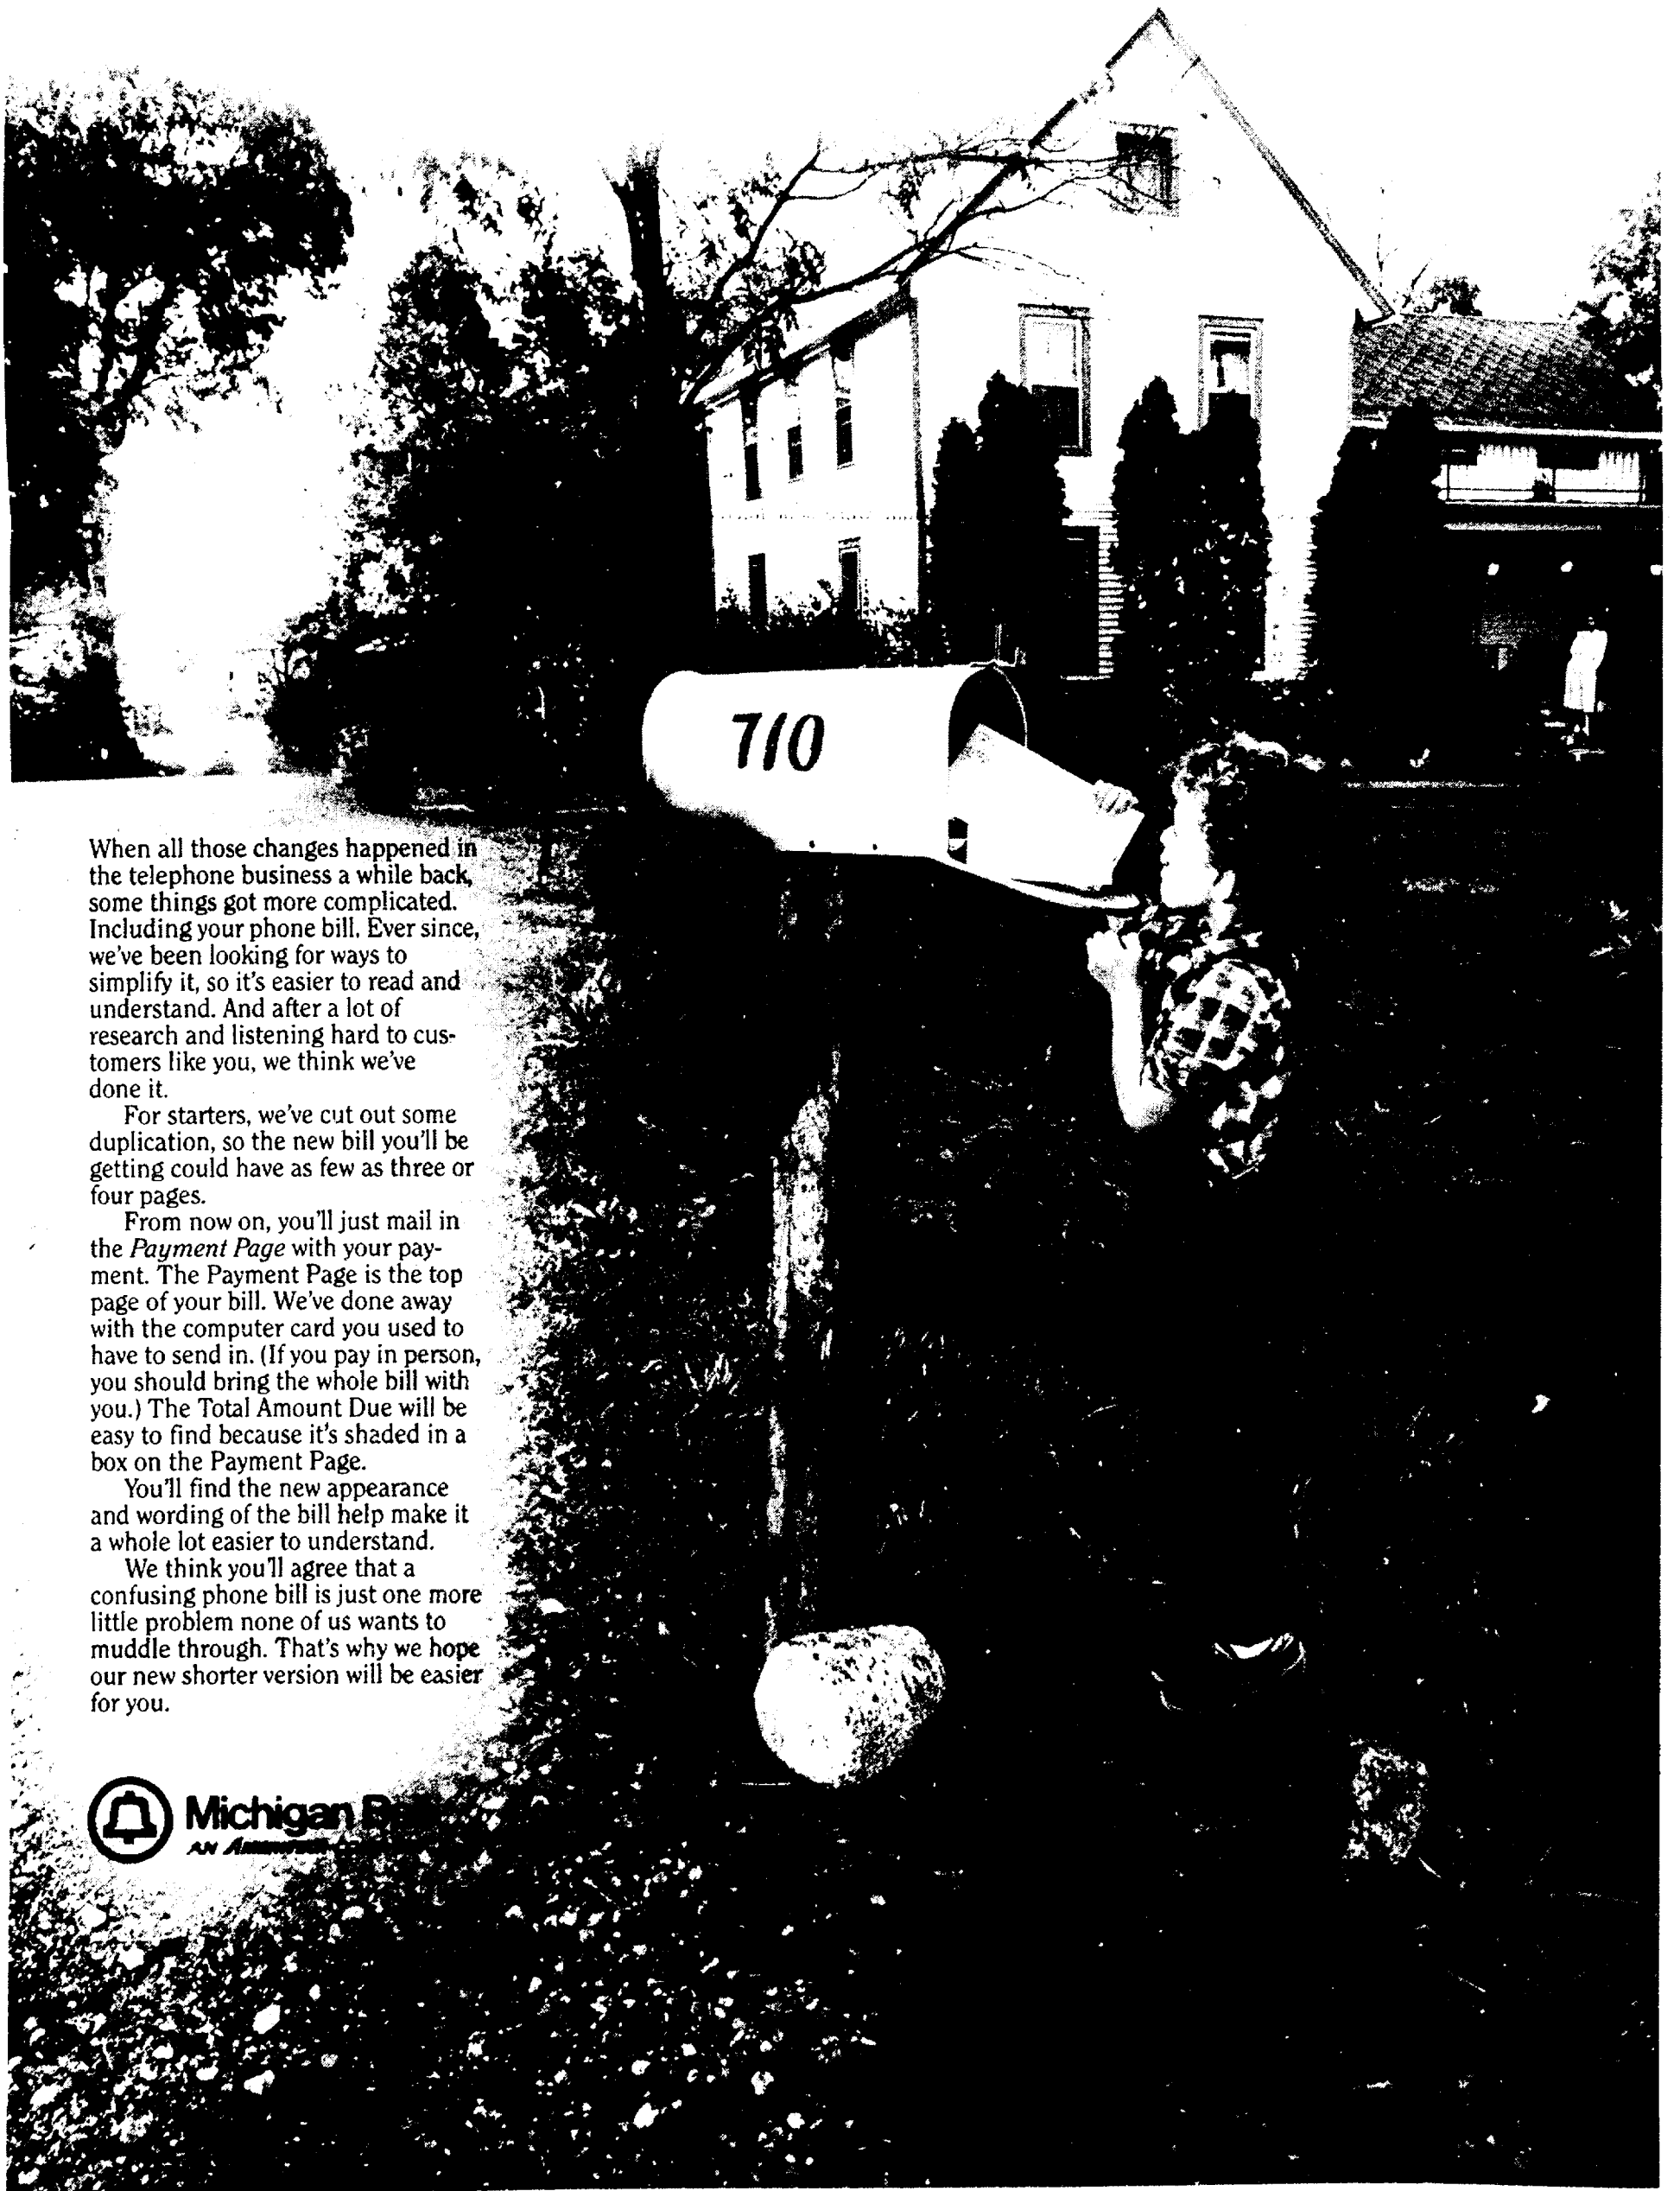 710
When all those changes happened in
the telephone business a while back,
some things got more complicated.
Including your phone bill. Ever since,
we've been looking for ways to
simplify it, so it's easier to read and
understand. And after a lot of
research and listening hard to cus-
tomers like you, we think we've
done it.
For starters, we've cut out some
duplication, so the new bill you'll be
getting could have as few as three or
four pages.
From now on, you'll just mail in
the Payment Page with your pay-
ment. The Payment Page is the top
page of your bill. We've done away
with the computer card you used to
have to send in. (If you pay in person,
you should bring the whole bill with
you.) The Total Amount Due will be
easy to find because it's shaded in a
box on the Payment Page.
You'll find the new appearance
and wording of the bill help make it
a whole lot easier to understand.
We think you'll agree that a
confusing phone bill is just one more
little problem none of us wants to
muddle through. That's why we hope
our new shorter version will be easier
for you.
Michigan
AN